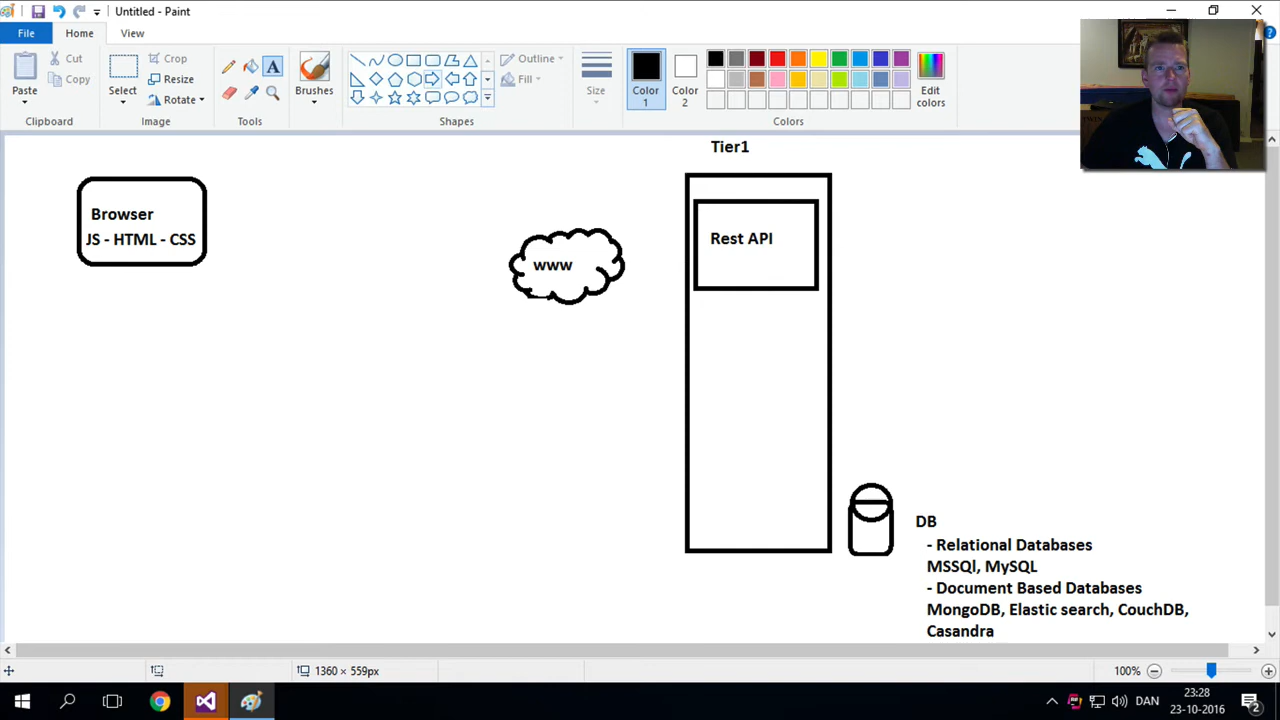 Untitled - Paint
File
Home
View
Paste
Cut
Copy
Clipboard
Select
Crop
Resize
Rotate
Image
Tools
Brushes
Outline
Fill
Shapes
Size
Color 1
Color 2
Edit colors
Colors
Tier1
Browser
JS - HTML - CSS
www
Rest API
DB
- Relational Databases
MSSQl, MySQL
- Document Based Databases
MongoDB, Elastic search, CouchDB,
Casandra
1360 × 559px
100%
DAN
23:28
23-10-2016
2